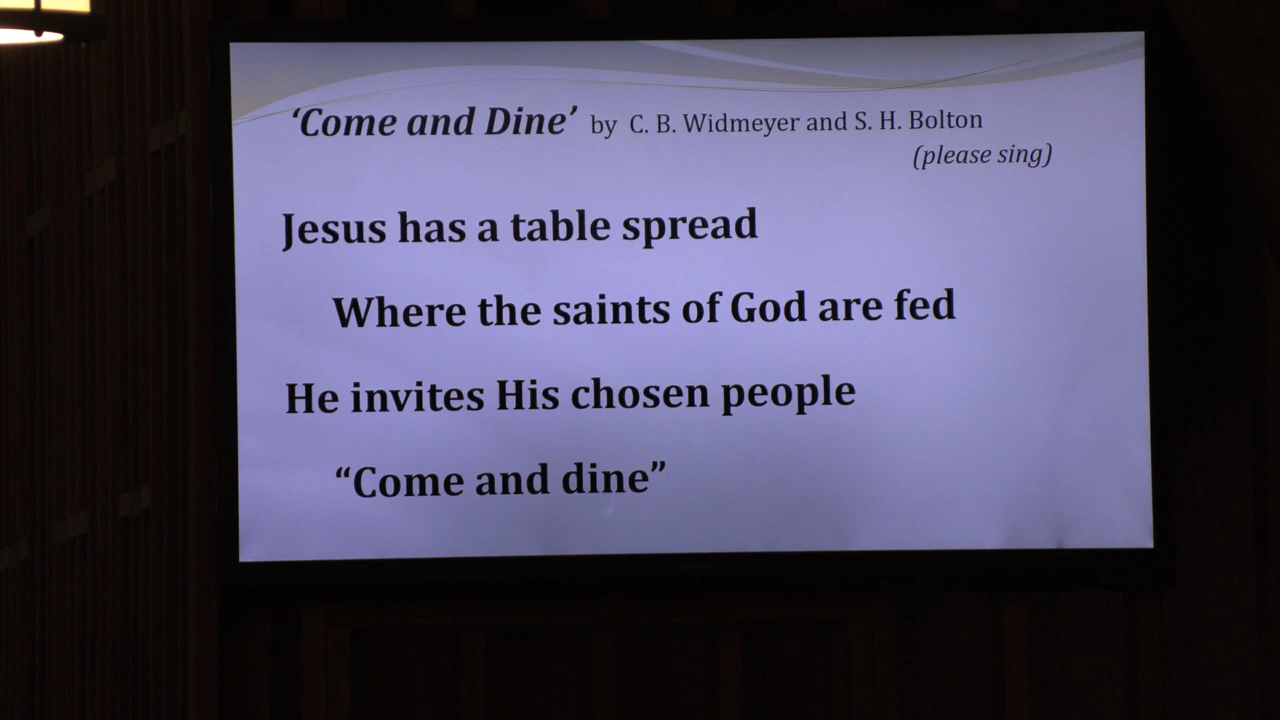 ‘Come and Dine’ by C. B. Widmeyer and S. H. Bolton
(please sing)
Jesus has a table spread
Where the saints of God are fed
He invites His chosen people
“Come and dine”